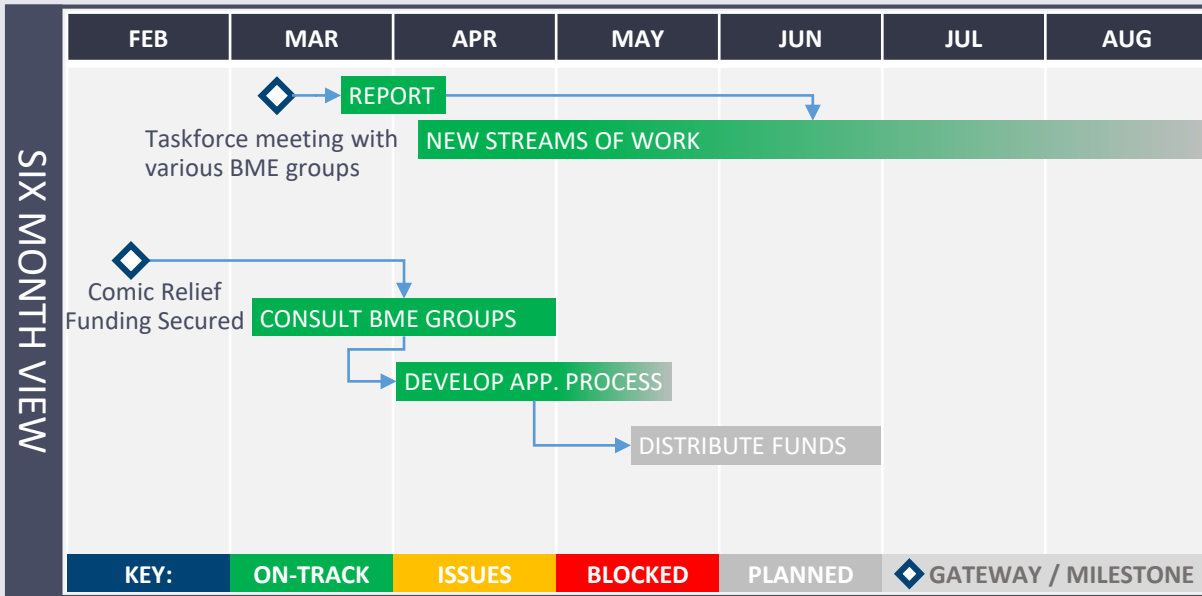 FEB MAR APR MAY JUN JUL AUG
SIX MONTH VIEW
REPORT
Taskforce meeting with
various BME groups
NEW STREAMS OF WORK
Comic Relief
Funding Secured
CONSULT BME GROUPS
DEVELOP APP. PROCESS
DISTRIBUTE FUNDS
KEY: ON-TRACK ISSUES BLOCKED PLANNED GATEWAY / MILESTONE